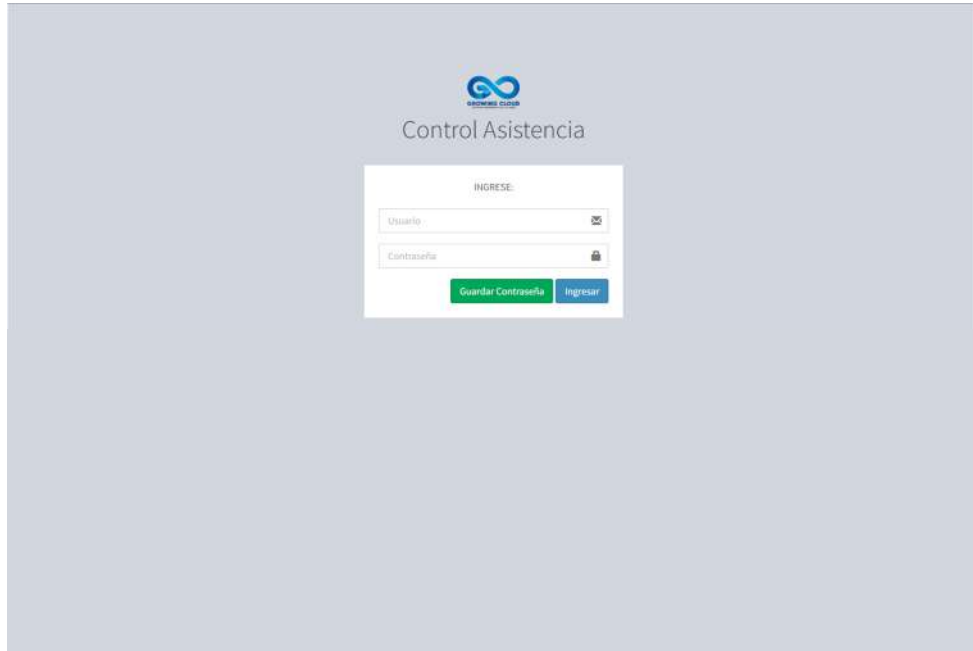 GROWING CLOUD
Control Asistencia
INGRESE:
Usuario
Contraseña
Guardar Contraseña
Ingresar